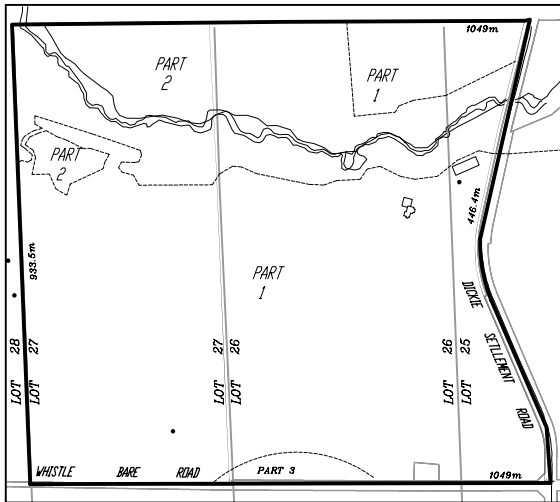 1049m
PART
2
PART
1
PART
2
446.4m
933.5m
PART
1
DICKIE
SETLLEMENT
ROAD
LOT 28
LOT 27
LOT 27
LOT 26
LOT 26
LOT 25
WHISTLE BARE ROAD
PART 3
1049m